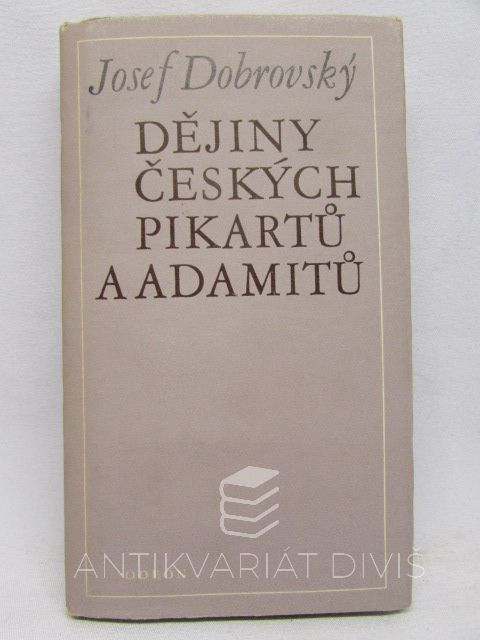 Josef Dobrovský
DĚJINY
ČESKÝCH
PIKARTŮ
A ADAMITŮ
ANTIKVARIÁT DIVIŠ
ODEON